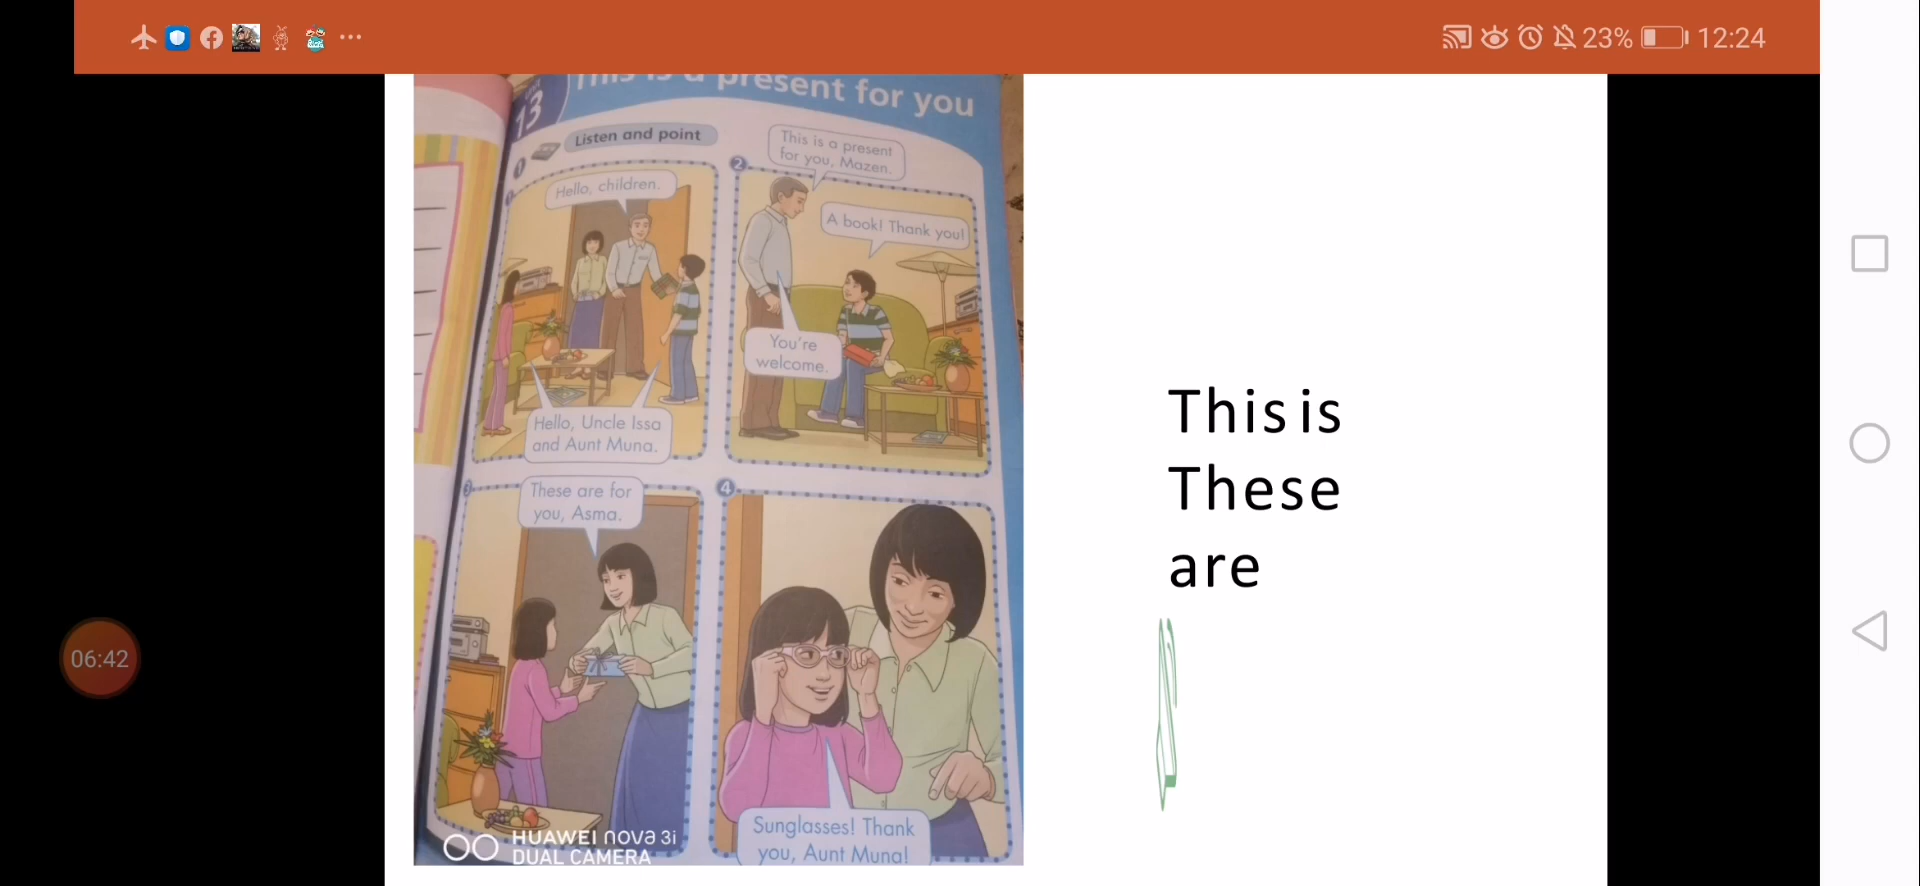 23% 12:24
13
This is a present for you
Listen and point
1
Hello, children.
Hello, Uncle Issa
and Aunt Muna.
2
This is a present
for you, Mazen.
A book! Thank you!
You're
welcome.
3
These are for
you, Asma.
4
Sunglasses! Thank
you, Aunt Muna!
HUAWEI nova 3i
DUAL CAMERA
This is
These
are
06:42